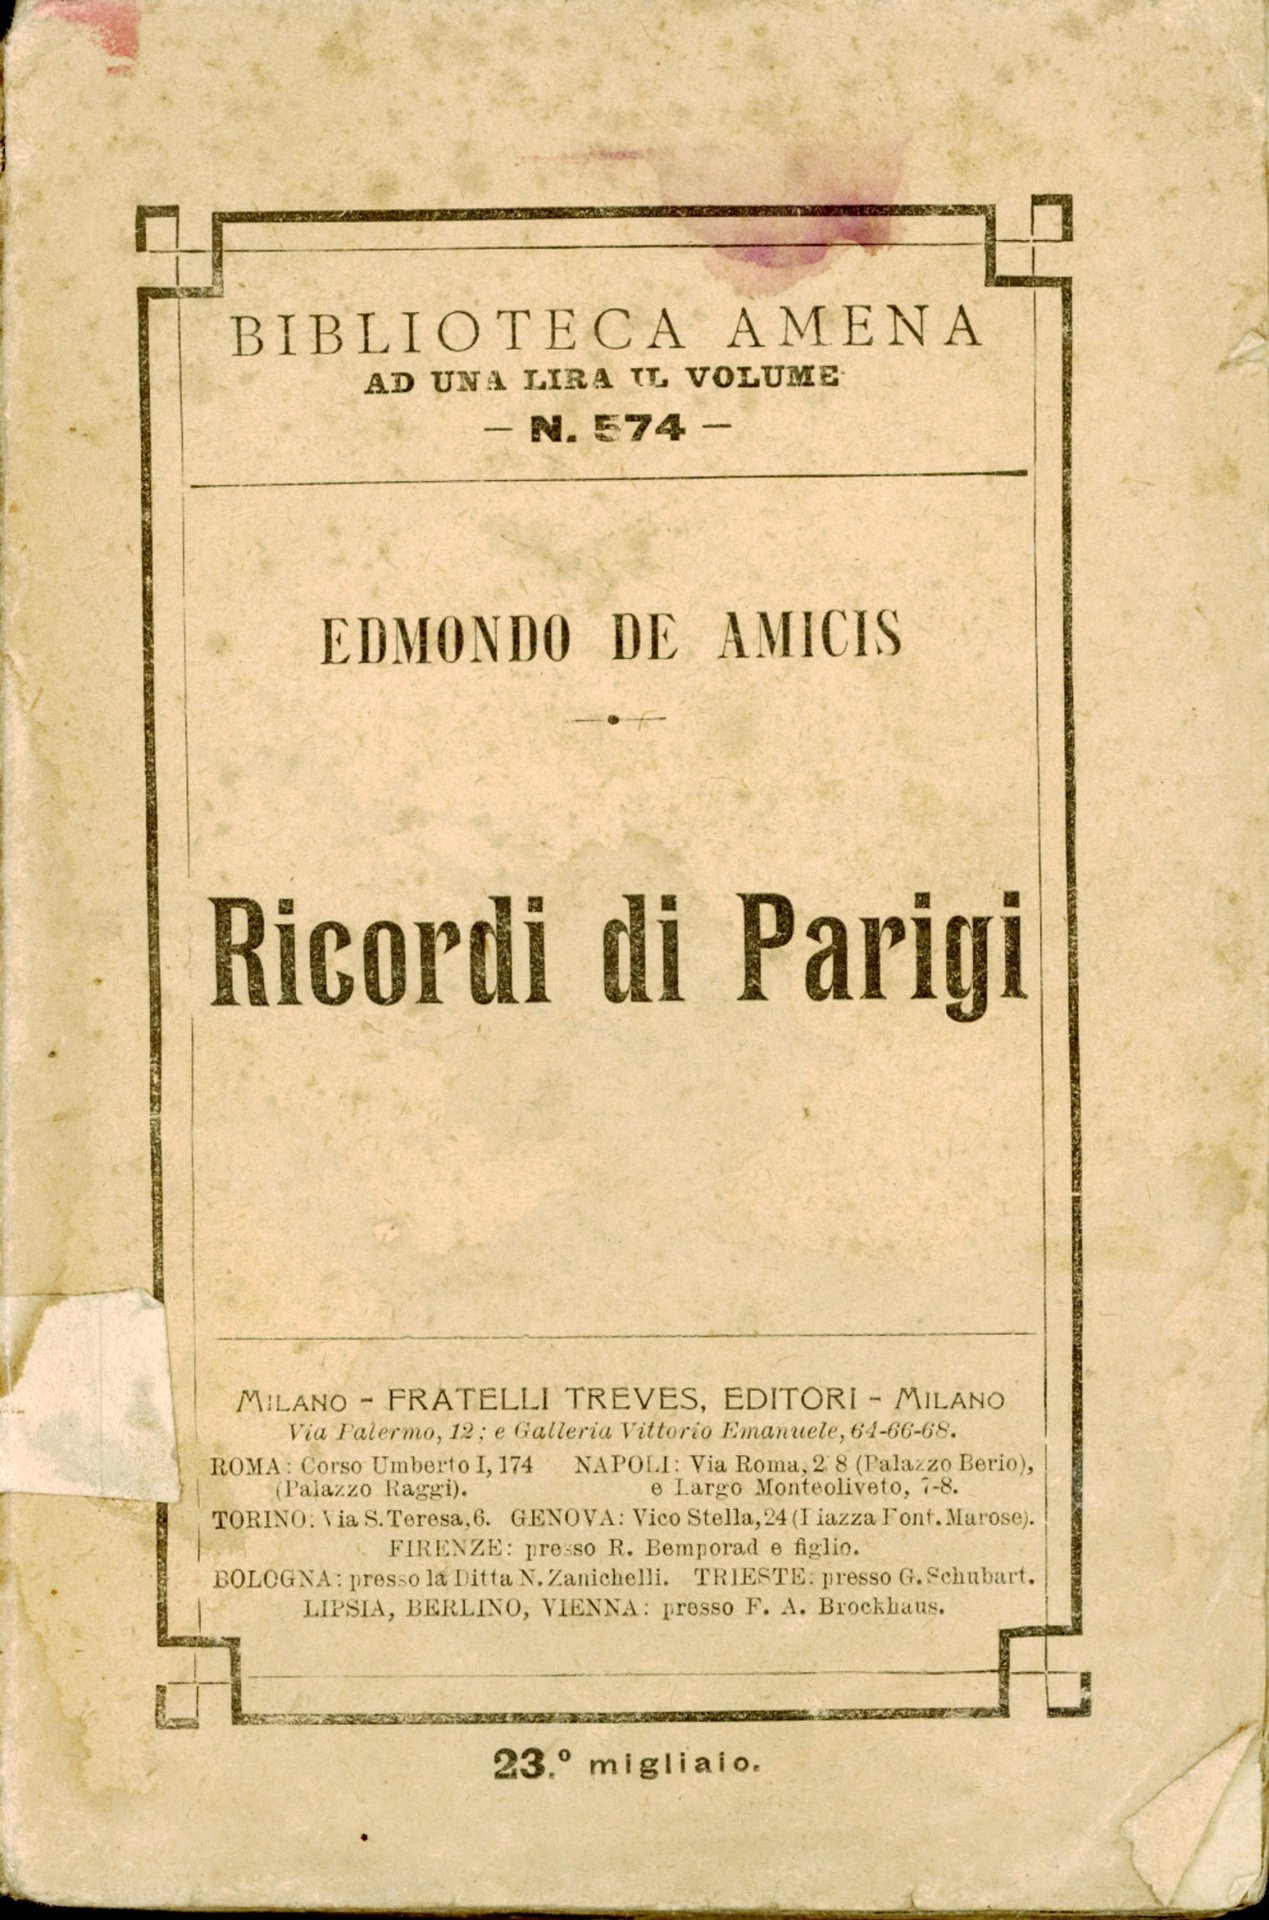 BIBLIOTECA AMENA
AD UNA LIRA IL VOLUME
— N. 574 —
EDMONDO DE AMICIS
Ricordi di Parigi
MILANO - FRATELLI TREVES, EDITORI - MILANO
Via Palermo, 12; e Galleria Vittorio Emanuele, 64-66-68.
ROMA: Corso Umberto I, 174 NAPOLI: Via Roma, (Palazzo Berio),
(Palazzo Raggi). e Largo Monteoliveto, 7-8.
TORINO: Via S. Teresa, 6. GENOVA: Vico Stella, 24 (Piazza Font. Marose).
FIRENZE: presso R. Bemporad e figlio.
BOLOGNA: presso la Ditta N. Zanichelli. TRIESTE: presso G. Schubart.
LIPSIA, BERLINO, VIENNA: presso F. A. Brockhaus.
23.º migliaio.